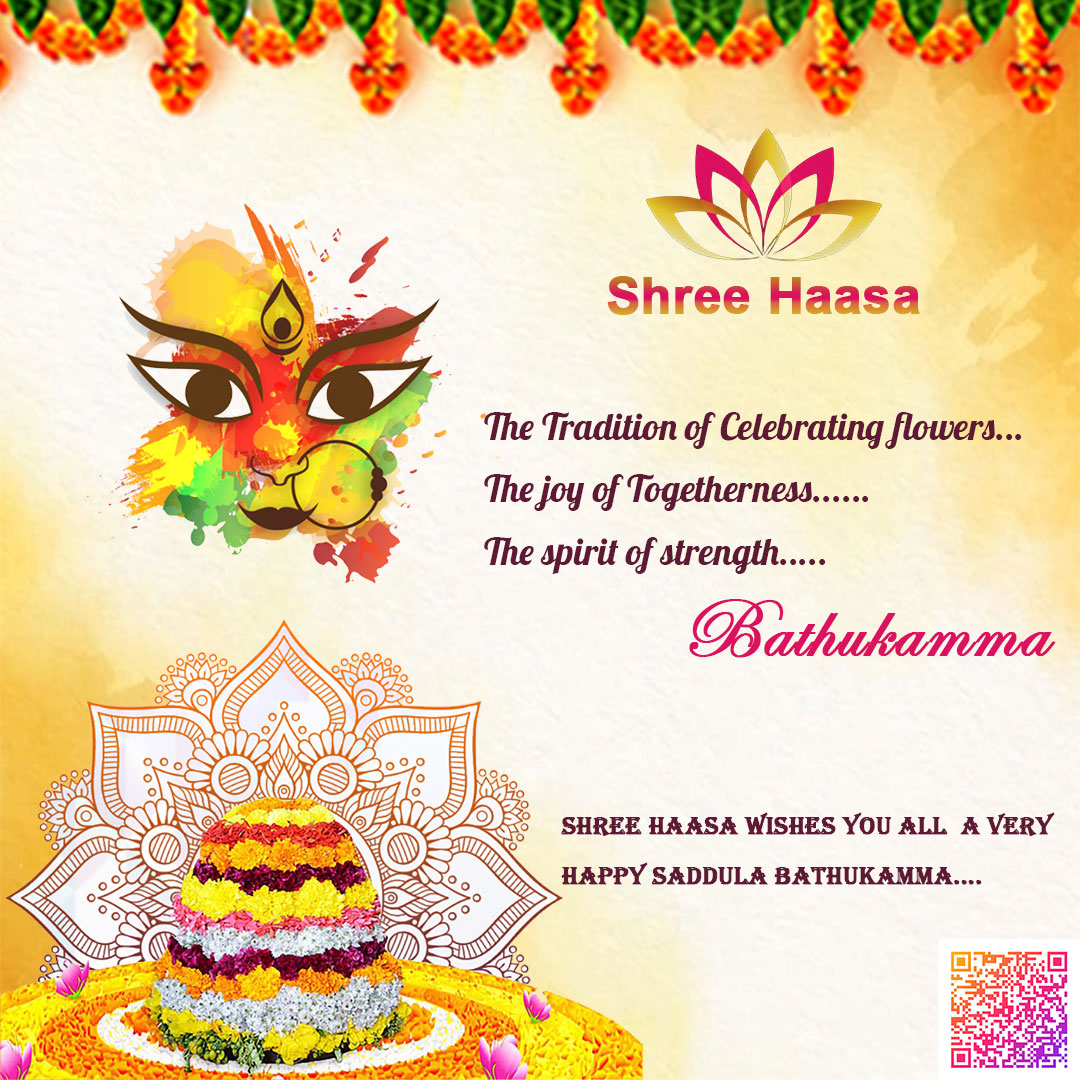 Shree Haasa
The Tradition of Celebrating flowers...
The joy of Togetherness......
The spirit of strength.....
Bathukamma
SHREE HAASA WISHES YOU ALL A VERY
HAPPY SADDULA BATHUKAMMA....